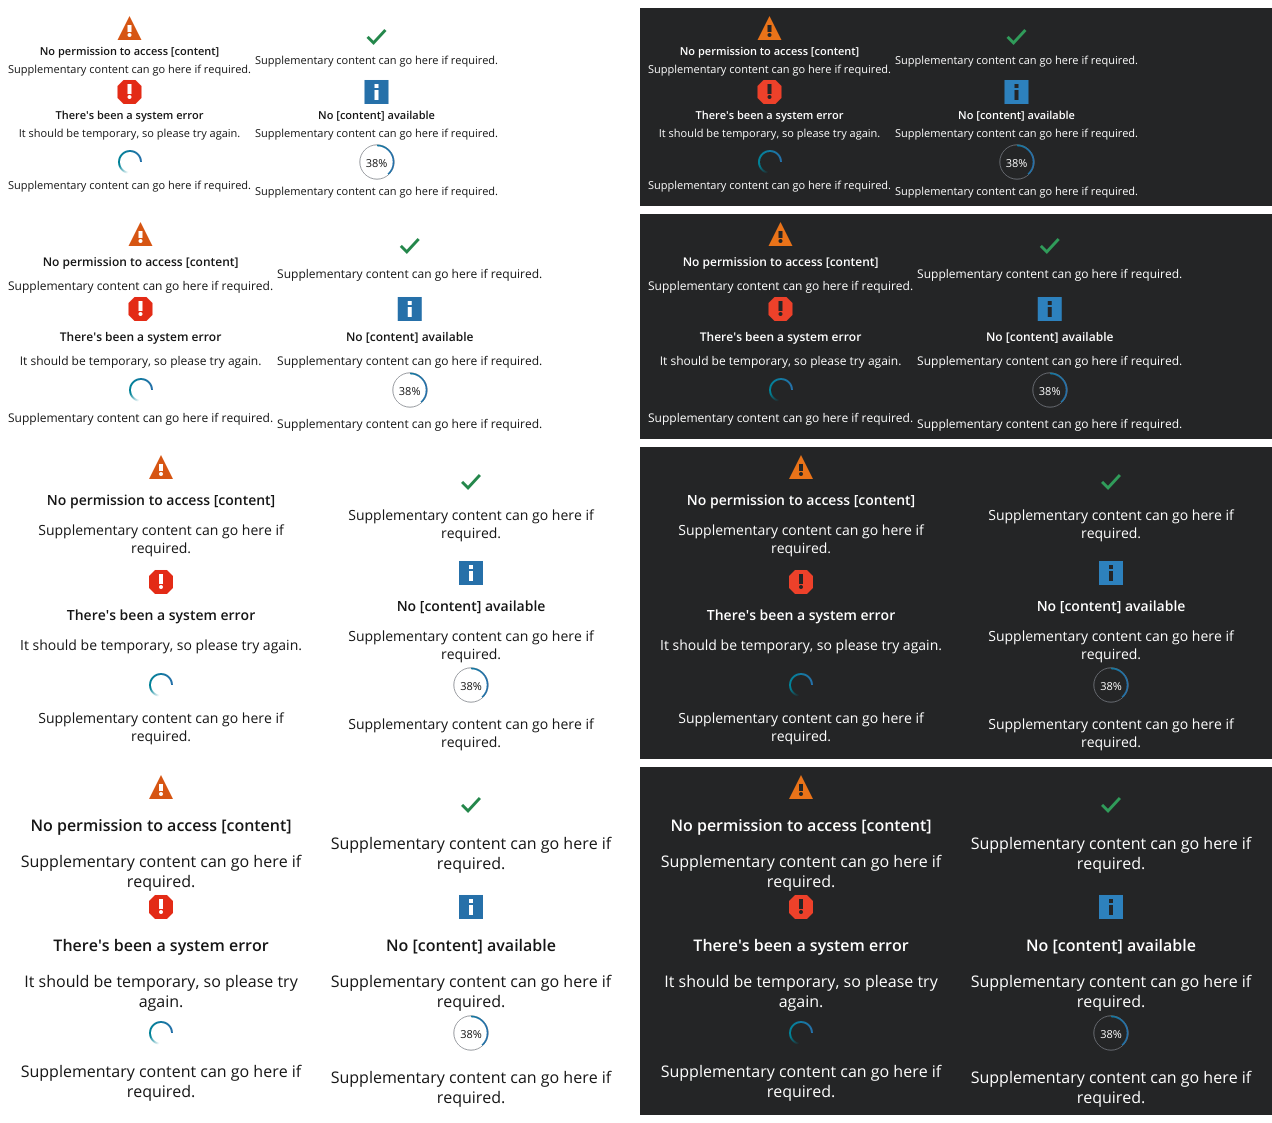 No permission to access [content]
Supplementary content can go here if required.
Supplementary content can go here if required.
There's been a system error
It should be temporary, so please try again.
No [content] available
Supplementary content can go here if required.
Supplementary content can go here if required.
38%
Supplementary content can go here if required.
No permission to access [content]
Supplementary content can go here if required.
Supplementary content can go here if required.
There's been a system error
It should be temporary, so please try again.
No [content] available
Supplementary content can go here if required.
Supplementary content can go here if required.
38%
Supplementary content can go here if required.
No permission to access [content]
Supplementary content can go here if required.
Supplementary content can go here if required.
There's been a system error
It should be temporary, so please try again.
No [content] available
Supplementary content can go here if required.
Supplementary content can go here if required.
38%
Supplementary content can go here if required.
No permission to access [content]
Supplementary content can go here if required.
Supplementary content can go here if required.
There's been a system error
It should be temporary, so please try again.
No [content] available
Supplementary content can go here if required.
Supplementary content can go here if required.
38%
Supplementary content can go here if required.
No permission to access [content]
Supplementary content can go here if
required.
Supplementary content can go here if
required.
There's been a system error
It should be temporary, so please try again.
No [content] available
Supplementary content can go here if
required.
Supplementary content can go here if
required.
38%
Supplementary content can go here if
required.
No permission to access [content]
Supplementary content can go here if
required.
Supplementary content can go here if
required.
There's been a system error
It should be temporary, so please try again.
No [content] available
Supplementary content can go here if
required.
Supplementary content can go here if
required.
38%
Supplementary content can go here if
required.
No permission to access [content]
Supplementary content can go here if
required.
Supplementary content can go here if
required.
There's been a system error
It should be temporary, so please try
again.
No [content] available
Supplementary content can go here if
required.
Supplementary content can go here if
required.
38%
Supplementary content can go here if
required.
No permission to access [content]
Supplementary content can go here if
required.
Supplementary content can go here if
required.
There's been a system error
It should be temporary, so please try
again.
No [content] available
Supplementary content can go here if
required.
Supplementary content can go here if
required.
38%
Supplementary content can go here if
required.